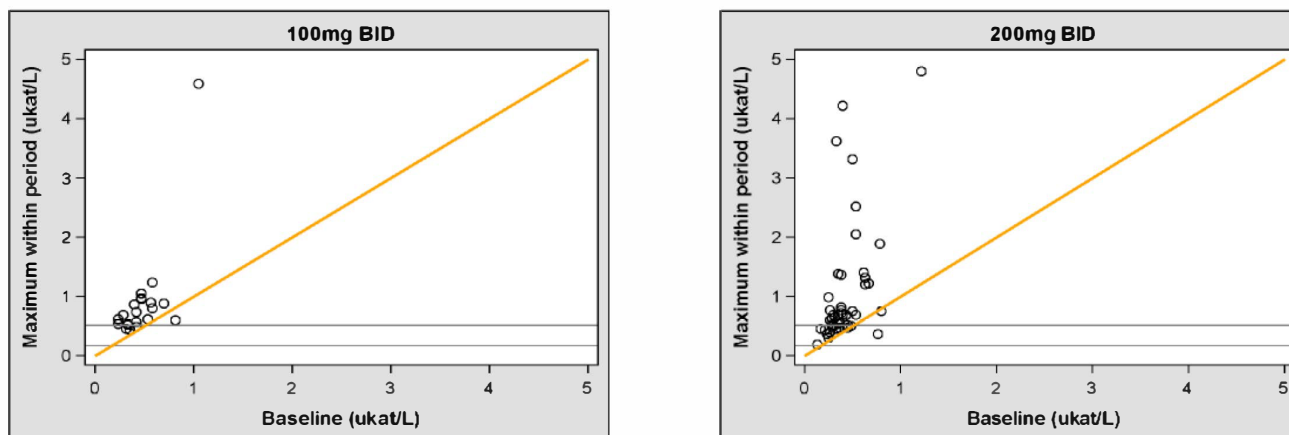 100mg BID
Maximum within period (ukat/L)
5
4
3
2
1
0
0 1 2 3 4 5
Baseline (ukat/L)
200mg BID
Maximum within period (ukat/L)
5
4
3
2
1
0
0 1 2 3 4 5
Baseline (ukat/L)